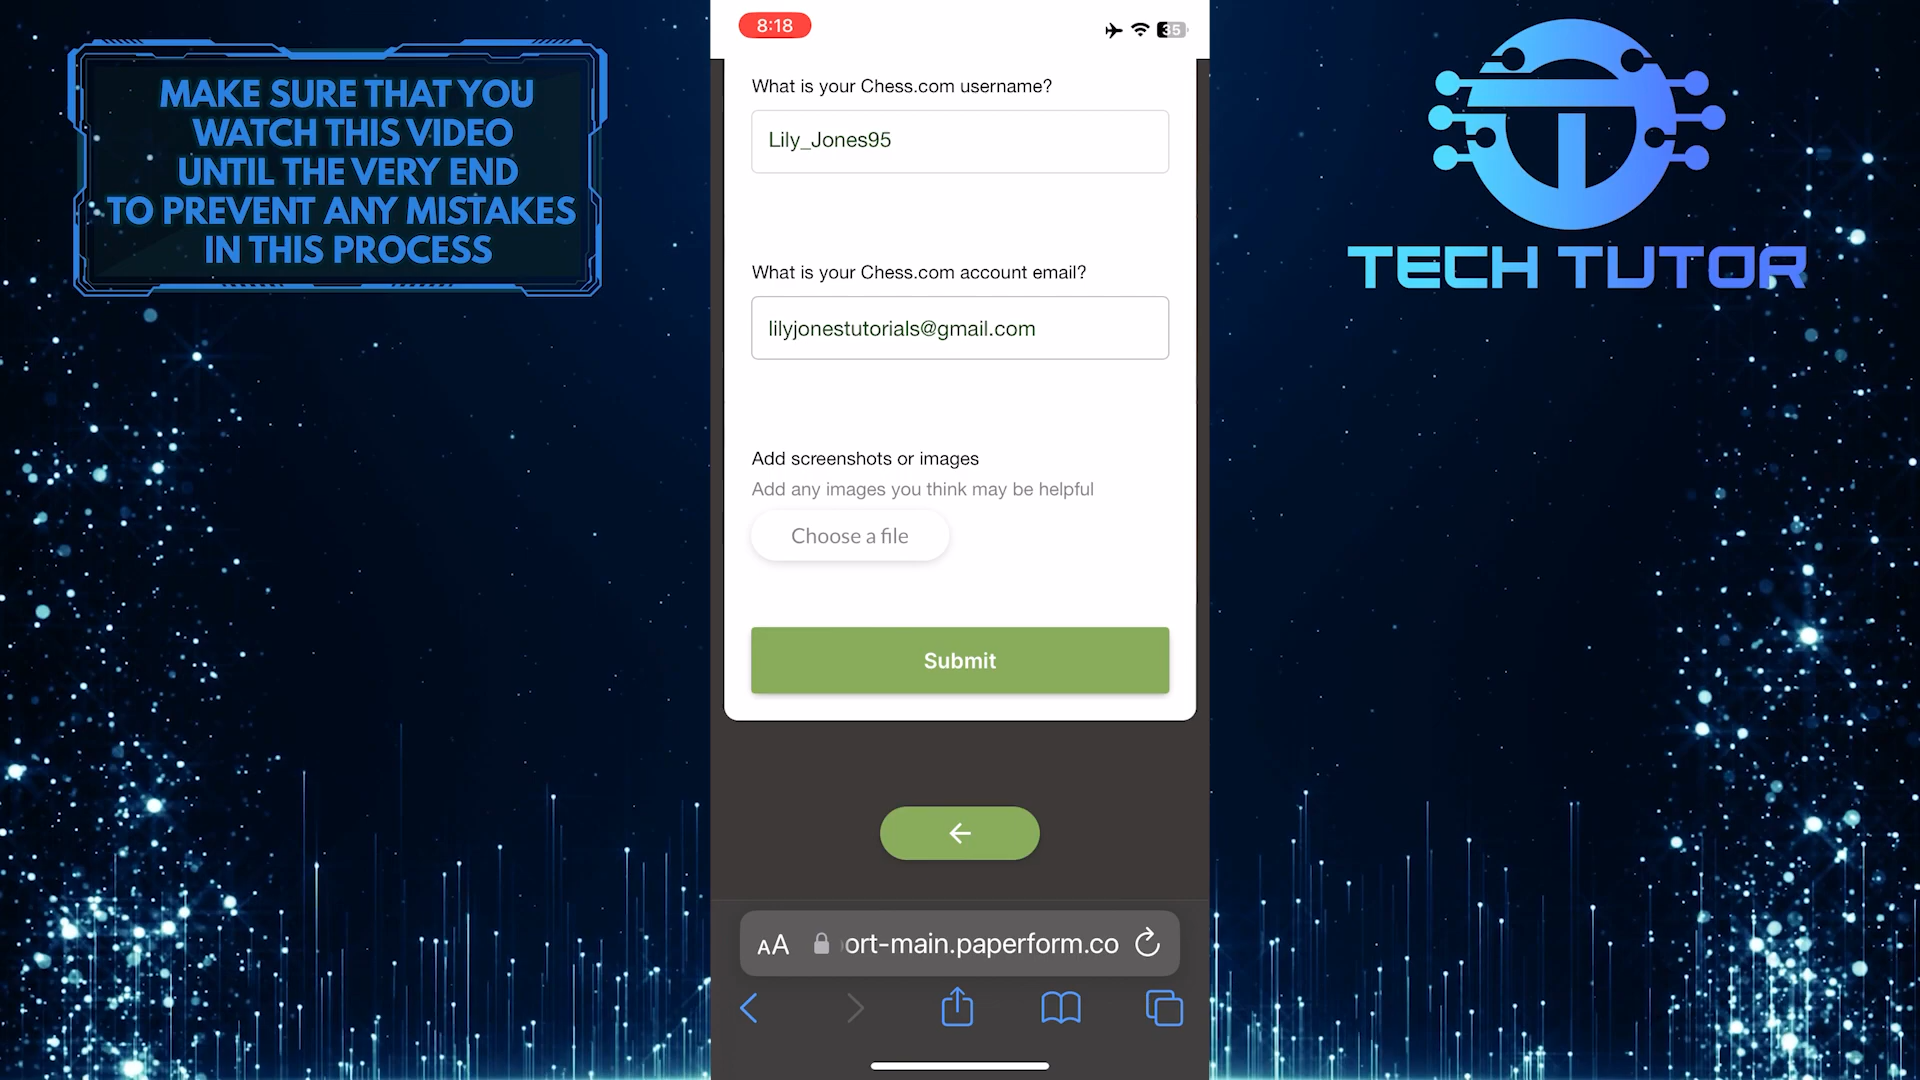 MAKE SURE THAT YOU
WATCH THIS VIDEO
UNTIL THE VERY END
TO PREVENT ANY MISTAKES
IN THIS PROCESS
8:18
35
What is your Chess.com username?
Lily_Jones95
What is your Chess.com account email?
lilyjonestutorials@gmail.com
Add screenshots or images
Add any images you think may be helpful
Choose a file
Submit
AA
ort-main.paperform.co
TECH TUTOR